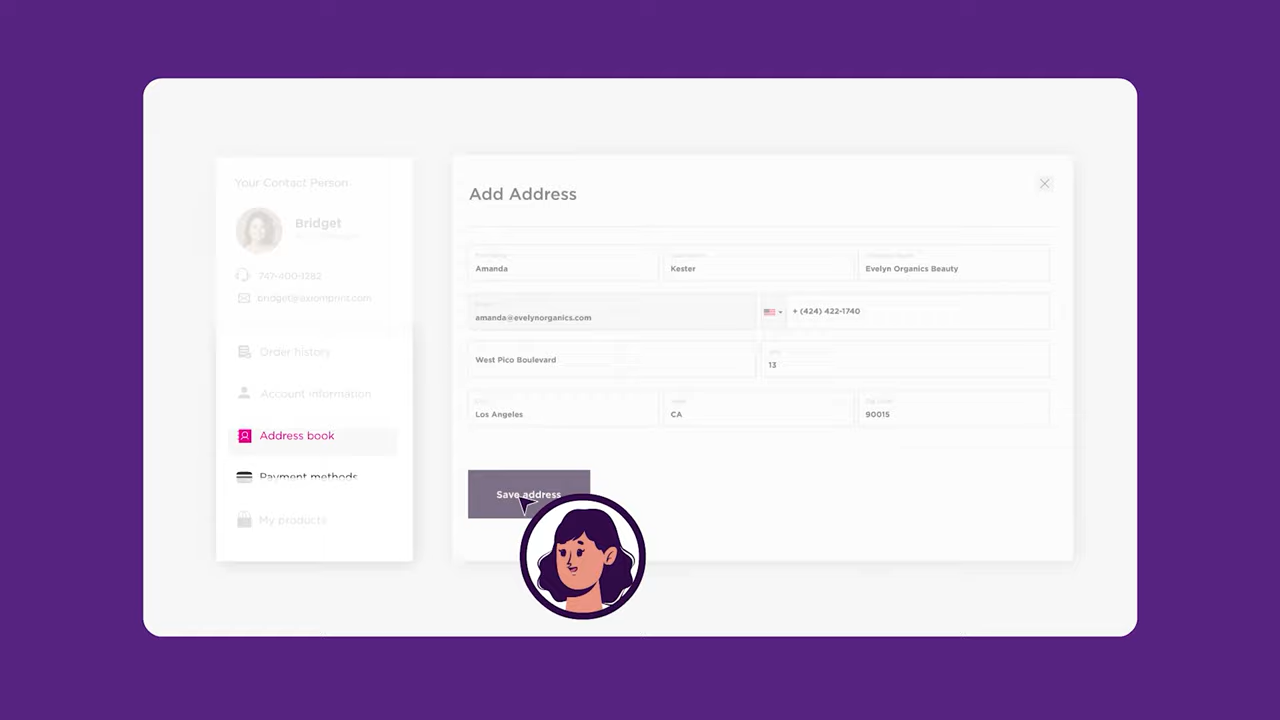 Your Contact Person
Bridget
747-400-1282
bridget@axiomprint.com
Order history
Account information
Address book
Payment methods
My products
Add Address
Amanda
Kester
Evelyn Organics Beauty
amanda@evelynorganics.com
+ (424) 422-1740
West Pico Boulevard
13
Los Angeles
CA
90015
Save address